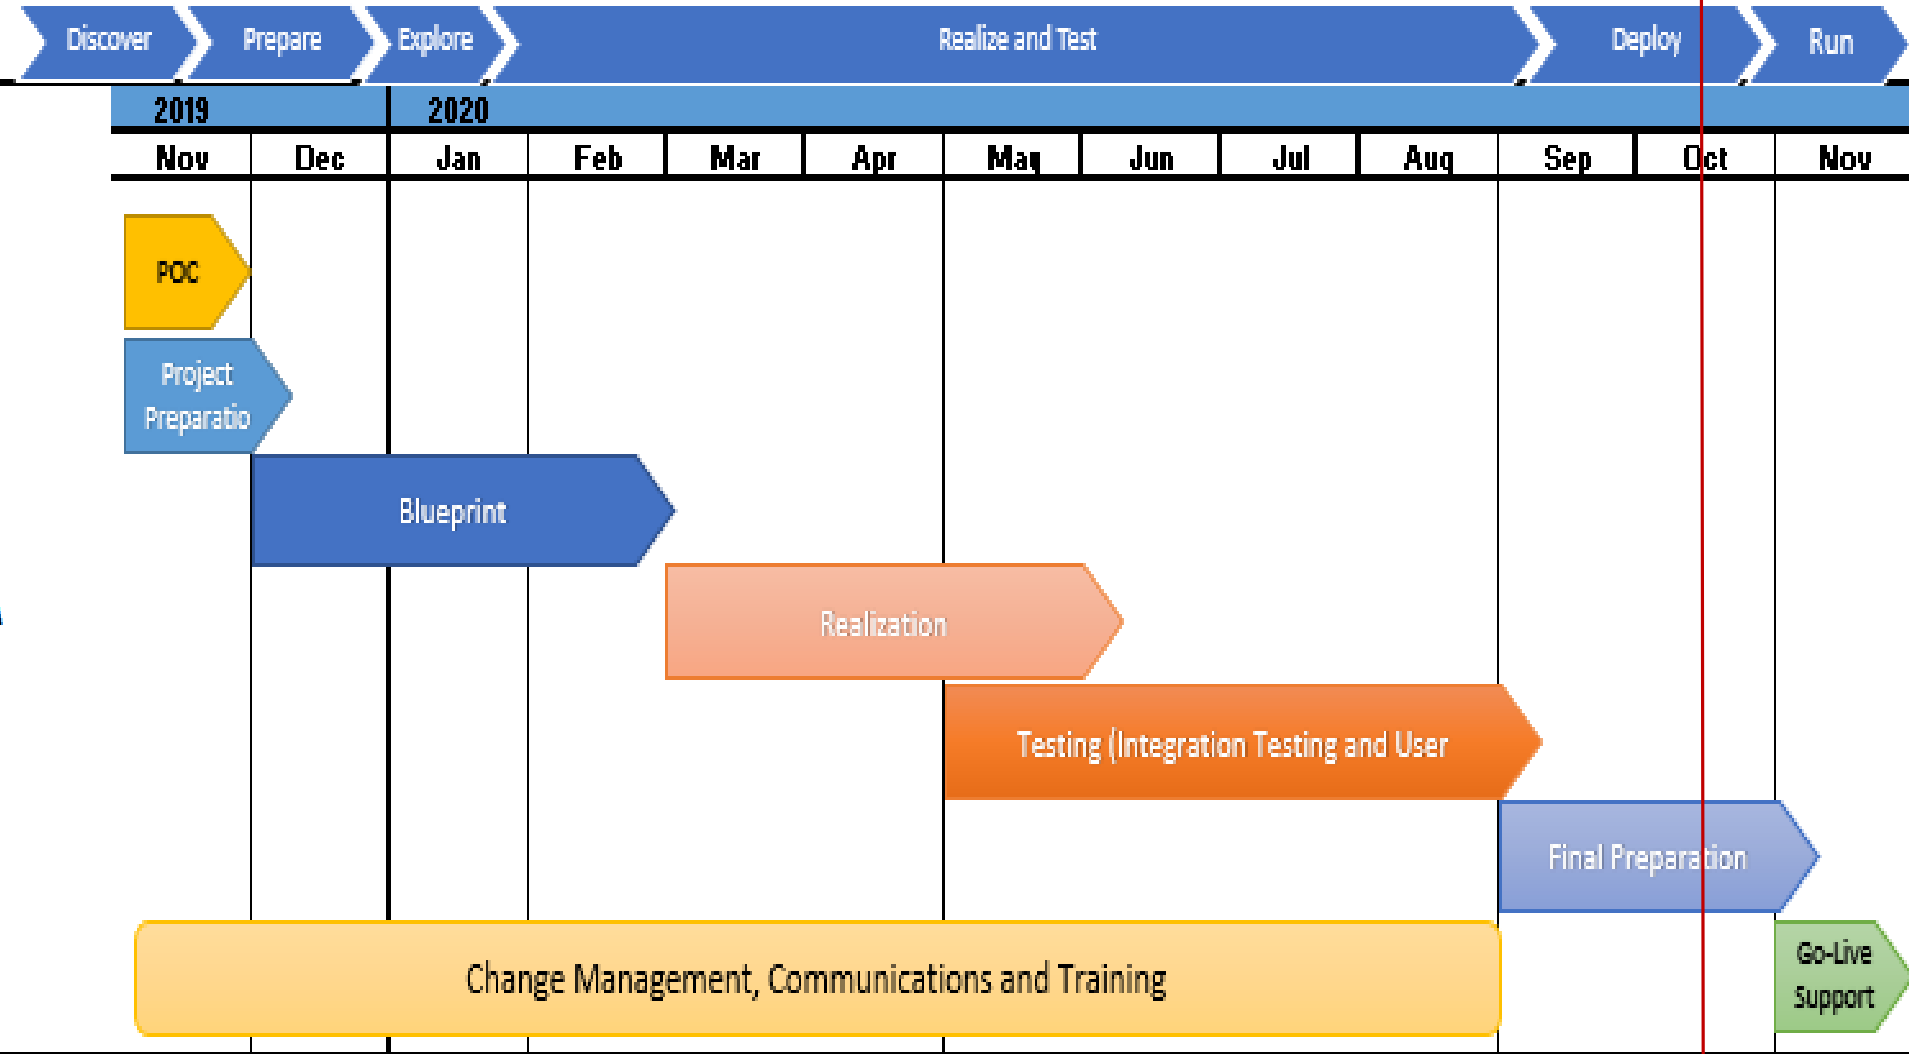 Discover Prepare Explore Realize and Test Deploy Run
2019 2020
Nov Dec Jan Feb Mar Apr May Jun Jul Aug Sep Oct Nov
POC
Project
Preparatio
Blueprint
Realization
Testing (Integration Testing and User
Final Preparation
Change Management, Communications and Training
Go-Live
Support